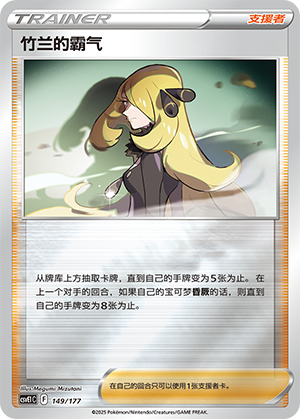 TRAINER 支援者
竹兰的霸气
从牌库上方抽取卡牌，直到自己的手牌变为5张为止。在
上一个对手的回合，如果自己的宝可梦昏厥的话，则直到
自己的手牌变为8张为止。
Illus. Megumi Mizutani
F 149/177
在自己的回合只可以使用1张支援者卡。
©2025 Pokémon/Nintendo/Creatures/GAME FREAK.